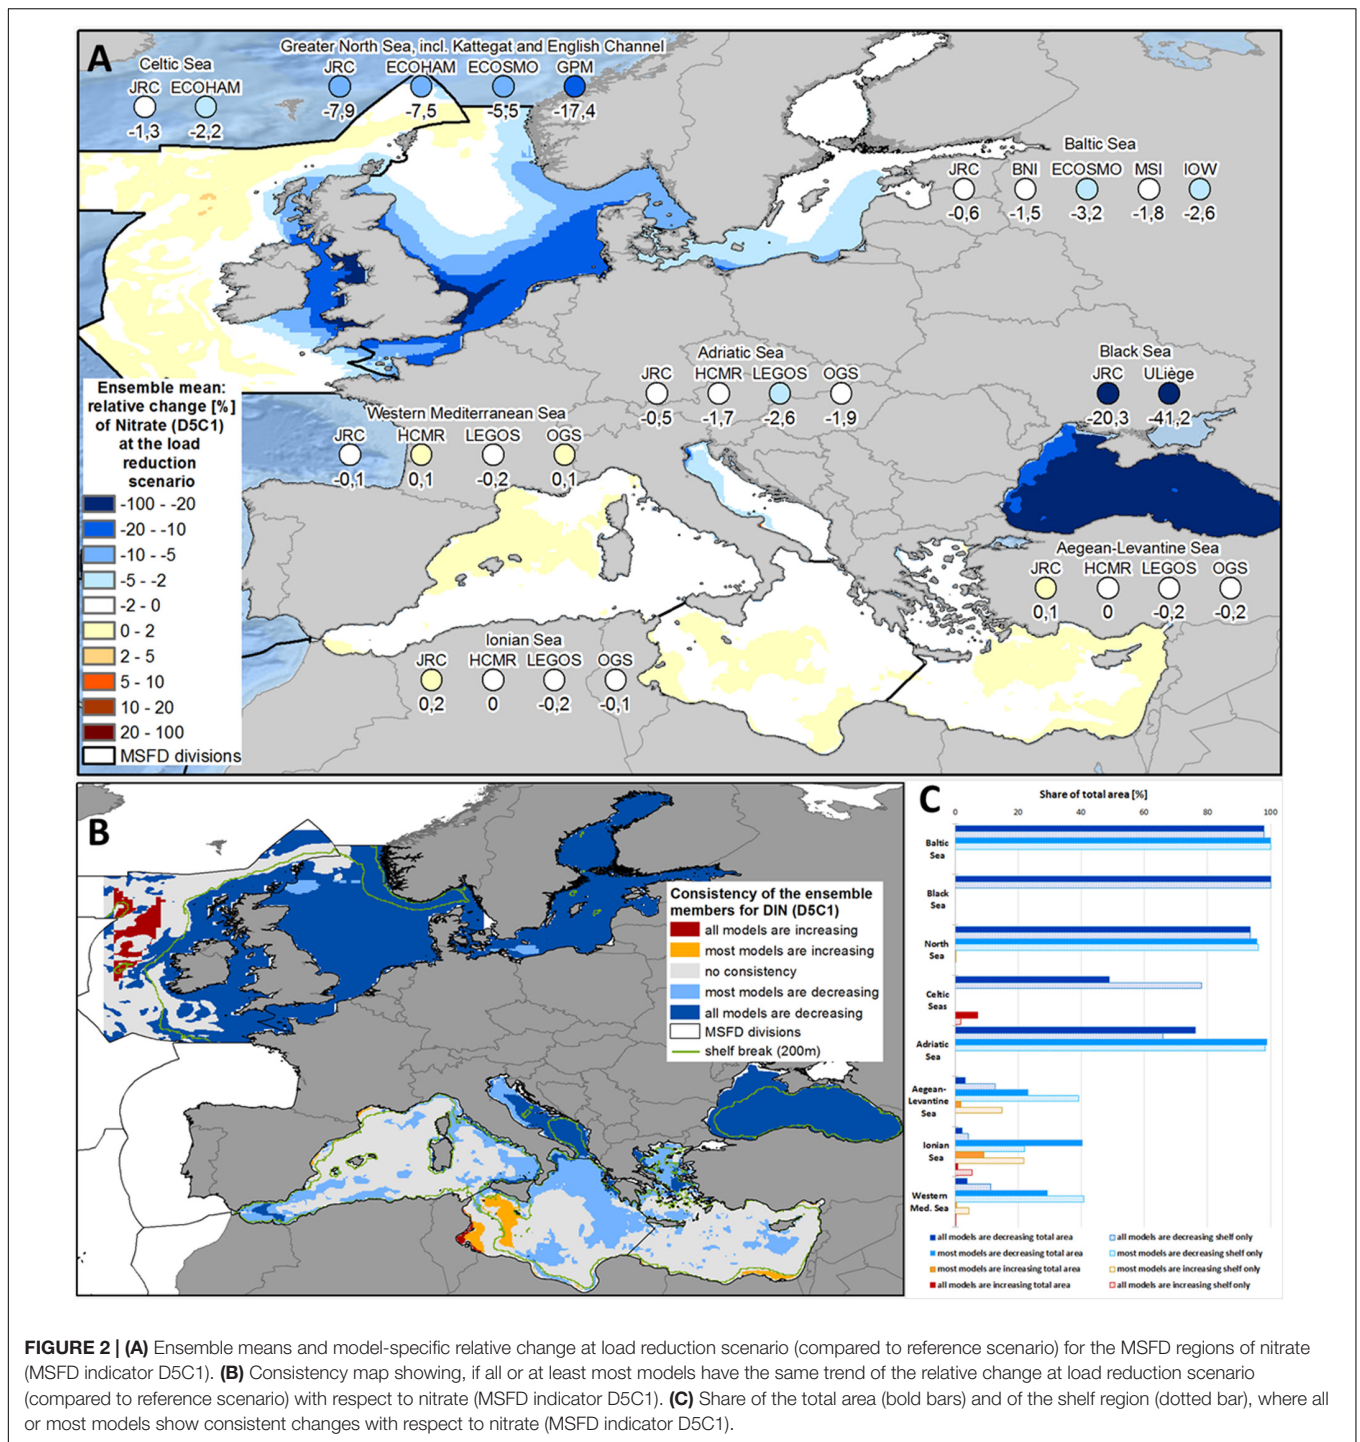 A
Celtic Sea
JRC ECOHAM
-1,3 -2,2
Greater North Sea, incl. Kattegat and English Channel
JRC ECOHAM ECOSMO GPM
-7,9 -7,5 -5,5 -17,4
Baltic Sea
JRC BNI ECOSMO MSI IOW
-0,6 -1,5 -3,2 -1,8 -2,6
Adriatic Sea
JRC HCMR LEGOS OGS
-0,5 -1,7 -2,6 -1,9
Black Sea
JRC ULiège
-20,3 -41,2
Western Mediterranean Sea
JRC HCMR LEGOS OGS
-0,1 0,1 -0,2 0,1
Aegean-Levantine Sea
JRC HCMR LEGOS OGS
0,1 0 -0,2 -0,2
Ionian Sea
JRC HCMR LEGOS OGS
0,2 0 -0,2 -0,1
Ensemble mean:
relative change [%]
of Nitrate (D5C1)
at the load
reduction
scenario
-100 - -20
-20 - -10
-10 - -5
-5 - -2
-2 - 0
0 - 2
2 - 5
5 - 10
10 - 20
20 - 100
MSFD divisions
B
Consistency of the ensemble
members for DIN (D5C1)
all models are increasing
most models are increasing
no consistency
most models are decreasing
all models are decreasing
MSFD divisions
shelf break (200m)
C
Share of total area [%]
0 20 40 60 80 100
Baltic
Sea
Black
Sea
North
Sea
Celtic
Seas
Adriatic
Sea
Aegean-
Levantine
Sea
Ionian
Sea
Western
Med. Sea
all models are decreasing total area all models are decreasing shelf only
most models are decreasing total area most models are decreasing shelf only
most models are increasing total area most models are increasing shelf only
all models are increasing total area all models are increasing shelf only
FIGURE 2 | (A) Ensemble means and model-specific relative change at load reduction scenario (compared to reference scenario) for the MSFD regions of nitrate
(MSFD indicator D5C1). (B) Consistency map showing, if all or at least most models have the same trend of the relative change at load reduction scenario
(compared to reference scenario) with respect to nitrate (MSFD indicator D5C1). (C) Share of the total area (bold bars) and of the shelf region (dotted bar), where all
or most models show consistent changes with respect to nitrate (MSFD indicator D5C1).